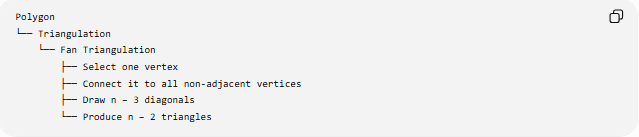 Polygon
└── Triangulation
    └── Fan Triangulation
        ├── Select one vertex
        ├── Connect it to all non-adjacent vertices
        ├── Draw n − 3 diagonals
        └── Produce n − 2 triangles